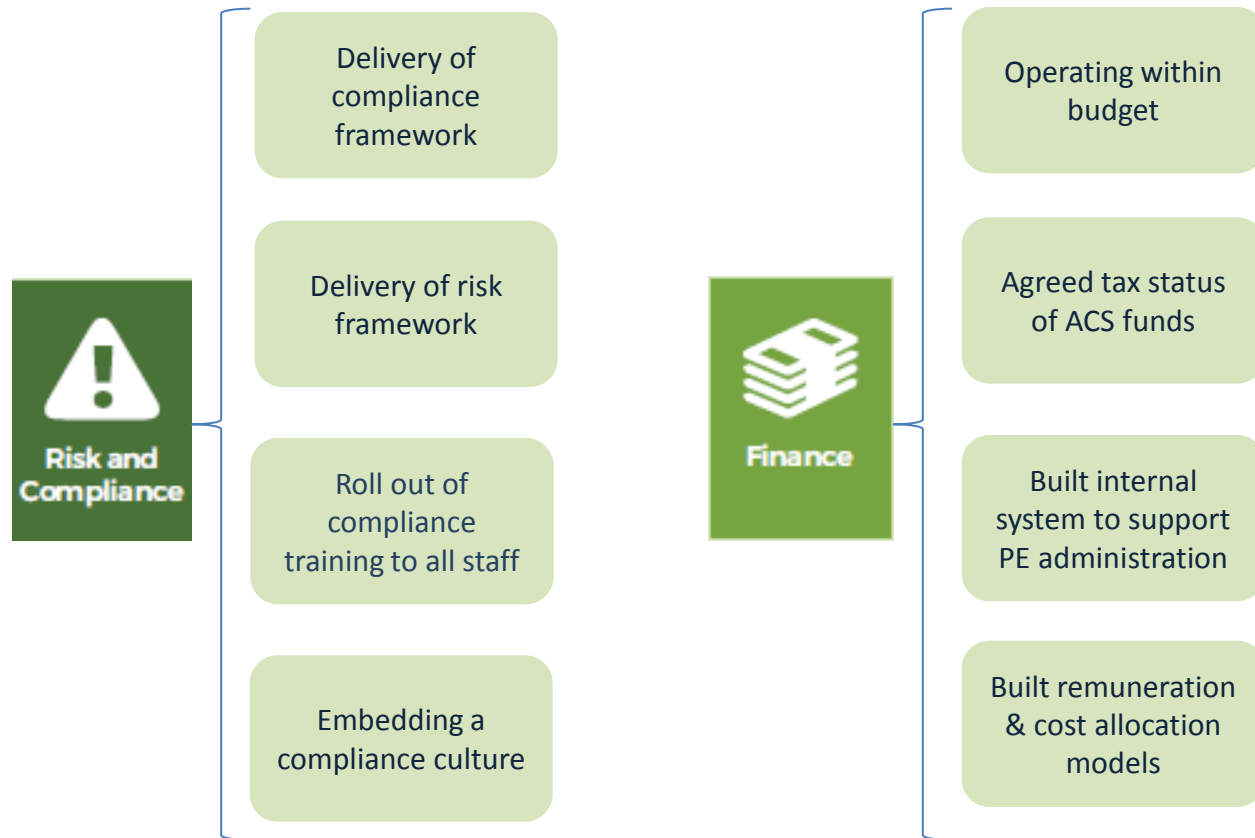 Risk and
Compliance
Delivery of
compliance
framework
Delivery of risk
framework
Roll out of
compliance
training to all staff
Embedding a
compliance culture
Finance
Operating within
budget
Agreed tax status
of ACS funds
Built internal
system to support
PE administration
Built remuneration
& cost allocation
models